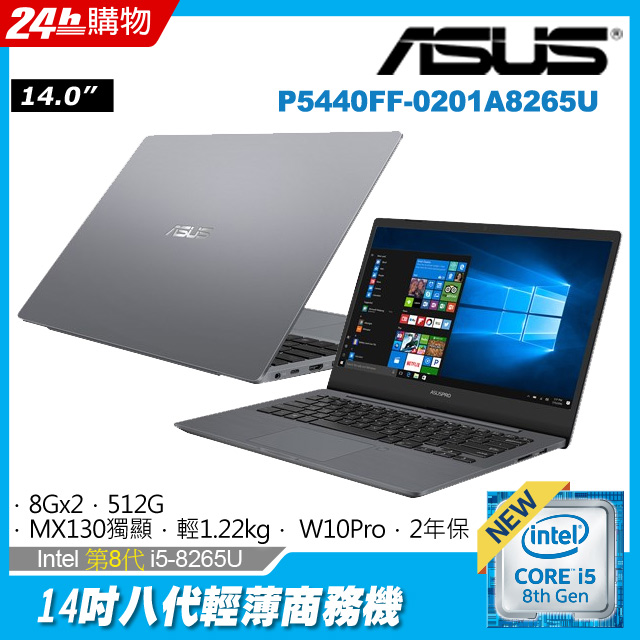 24h購物
ASUS®
14.0”
P5440FF-0201A8265U
ASUS
ASUSPRO
．8Gx2．512G
．MX130獨顯．輕1.22kg．W10Pro．2年保
Intel 第8代 i5-8265U
14吋八代輕薄商務機
NEW
intel
CORE™ i5
8th Gen